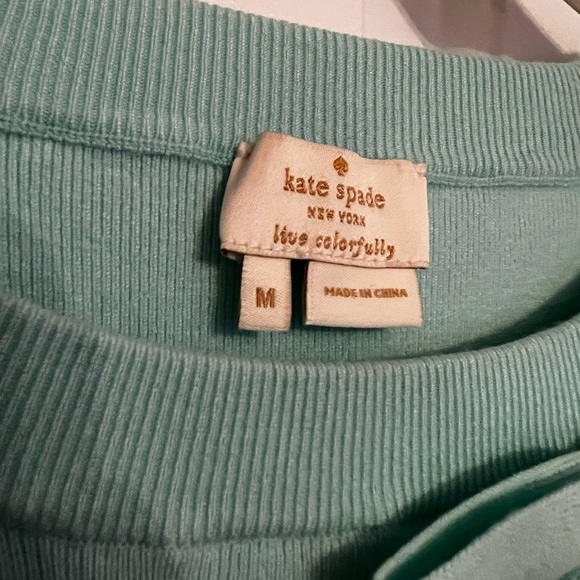 kate spade
NEW YORK
live colorfully
M
MADE IN CHINA